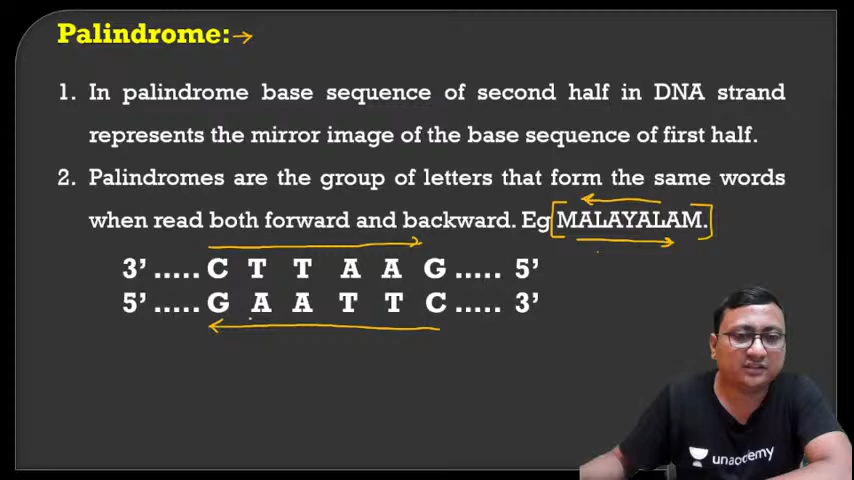 Palindrome:→
1. In palindrome base sequence of second half in DNA strand
represents the mirror image of the base sequence of first half.
2. Palindromes are the group of letters that form the same words
when read both forward and backward. Eg [MALAYALAM.]
3' ..... C T T A A G ..... 5'
5' ..... G A A T T C ..... 3'
unacademy